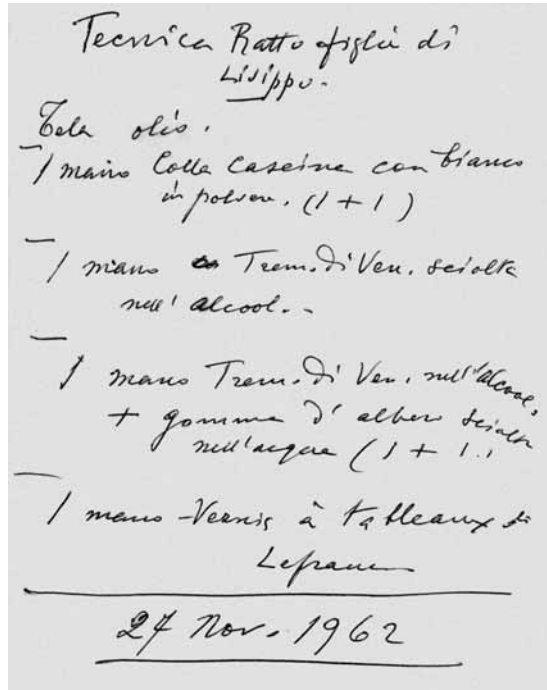 Tecnica Ratto figlie di
Lisippo.
Tela olio.
1 mano Colla Caseina con bianco
in polvere. (1 + 1)
1 mano Trem. di Ven. sciolta
nell' alcool. -
1 mano Trem. di Ven. nell'alcool,
+ gomma d' albero sciolta
nell'acqua (1 + 1.)
1 mano Vernis à tableaux di
Lefranc
27 Nov. 1962